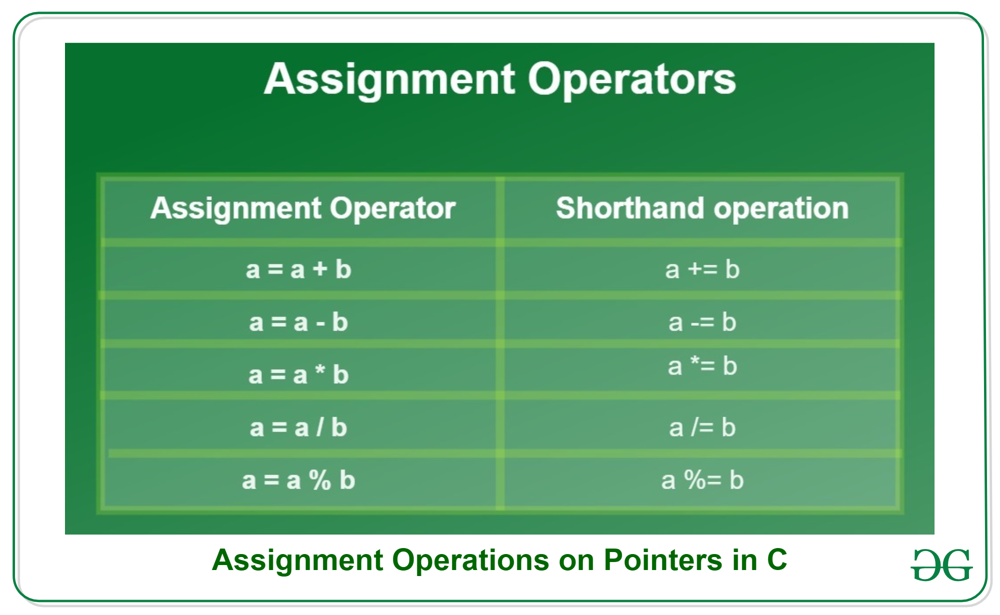 Assignment Operators
Assignment Operator Shorthand operation
a = a + b a += b
a = a - b a -= b
a = a * b a *= b
a = a / b a /= b
a = a % b a %= b
Assignment Operations on Pointers in C